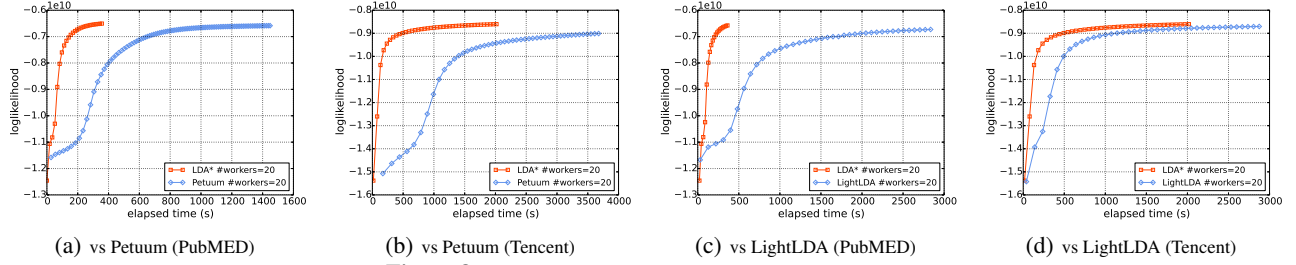 −0.6 1e10
−0.7
−0.8
−0.9
−1.0
−1.1
−1.2
−1.3
loglikelihood
0 200 400 600 800 1000 1200 1400 1600
elapsed time (s)
LDA* #workers=20
Petuum #workers=20
(a) vs Petuum (PubMED)
−0.8 1e10
−0.9
−1.0
−1.1
−1.2
−1.3
−1.4
−1.5
−1.6
loglikelihood
0 500 1000 1500 2000 2500 3000 3500 4000
elapsed time (s)
LDA* #workers=20
Petuum #workers=20
(b) vs Petuum (Tencent)
−0.6 1e10
−0.7
−0.8
−0.9
−1.0
−1.1
−1.2
−1.3
loglikelihood
0 500 1000 1500 2000 2500 3000
elapsed time (s)
LDA* #workers=20
LightLDA #workers=20
(c) vs LightLDA (PubMED)
−0.8 1e10
−0.9
−1.0
−1.1
−1.2
−1.3
−1.4
−1.5
−1.6
loglikelihood
0 500 1000 1500 2000 2500 3000
elapsed time (s)
LDA* #workers=20
LightLDA #workers=20
(d) vs LightLDA (Tencent)